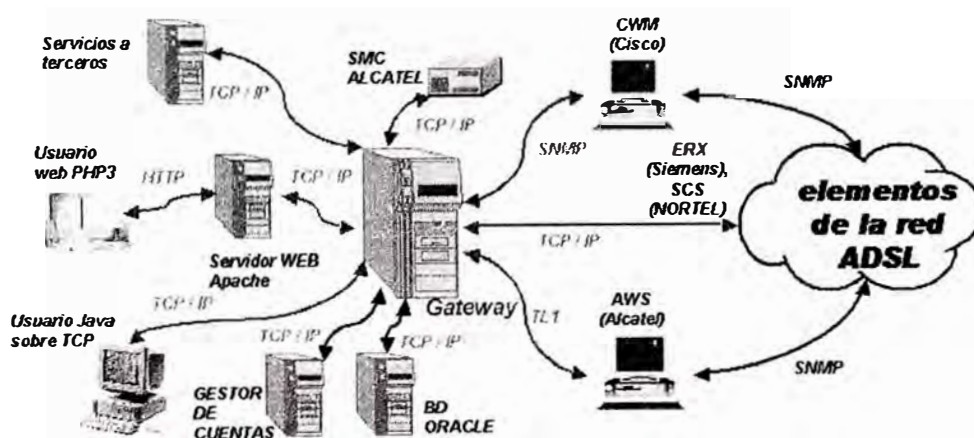 Servicios a
terceros
TCP / IP
SMC
ALCATEL
TCP / IP
CWM
(Cisco)
SNMP
SNMP
Usuario
web PHP3
HTTP
TCP / IP
Servidor WEB
Apache
ERX
(Siemens),
SCS
(NORTEL)
TCP / IP
elementos
de la red
ADSL
Gateway
TCP / IP
Usuario Java
sobre TCP
TCP / IP
GESTOR
DE
CUENTAS
TCP / IP
BD
ORACLE
TL1
AWS
(Alcatel)
SNMP